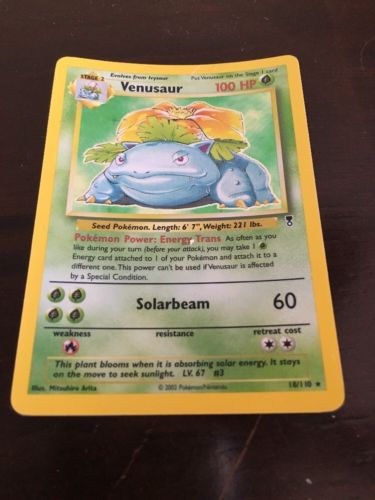 STAGE 2
Evolves from Ivysaur
Put Venusaur on the Stage 1 card
Venusaur
100 HP
Seed Pokémon. Length: 6' 7", Weight: 221 lbs.
Pokémon Power: Energy Trans As often as you
like during your turn (before your attack), you may take 1
Energy card attached to 1 of your Pokémon and attach it to a
different one. This power can't be used if Venusaur is affected
by a Special Condition.
Solarbeam 60
weakness resistance retreat cost
This plant blooms when it is absorbing solar energy. It stays
on the move to seek sunlight. LV. 67 #3
Illus. Mitsuhiro Arita © 2002 Pokémon/Nintendo 18/110